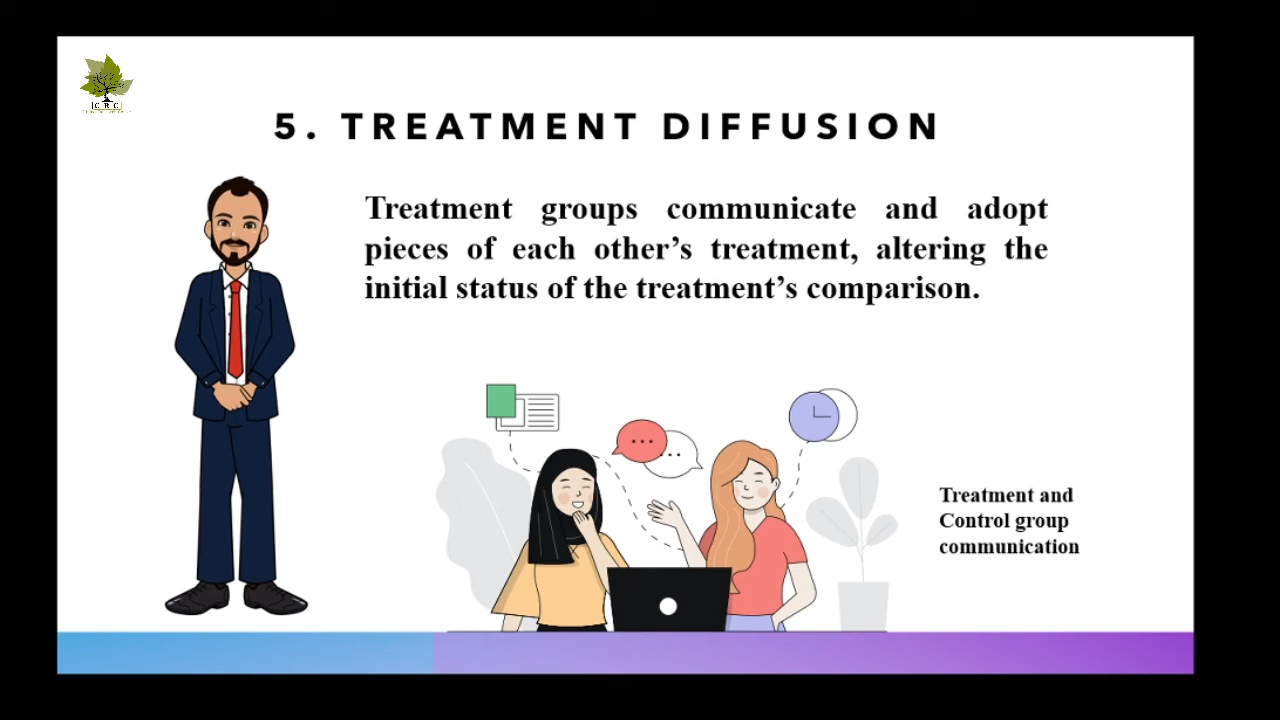 CRC
5. TREATMENT DIFFUSION
Treatment groups communicate and adopt
pieces of each other's treatment, altering the
initial status of the treatment's comparison.
Treatment and
Control group
communication